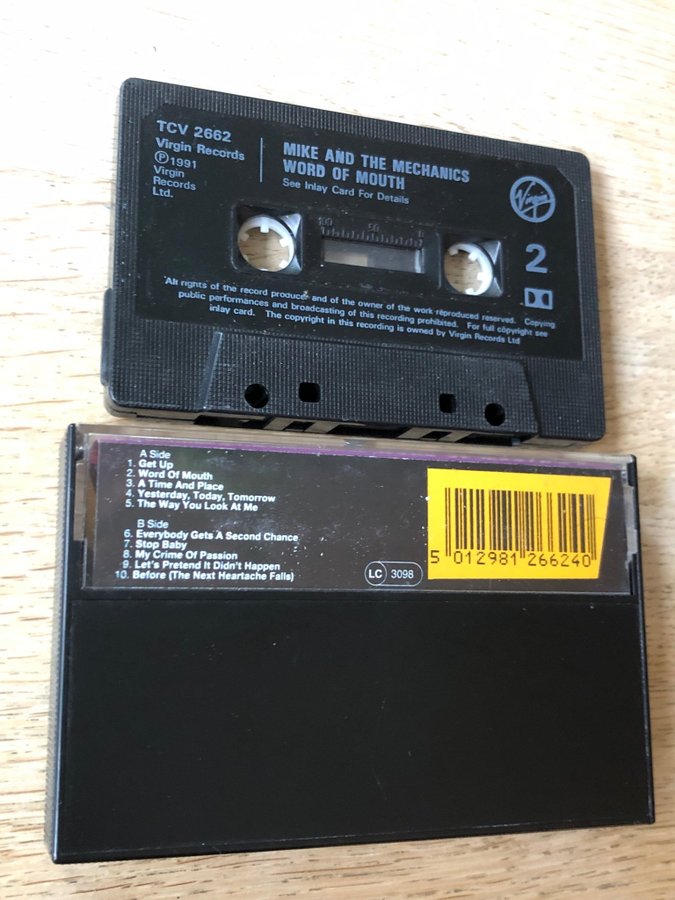 TCV 2662
Virgin Records
Ⓟ1991
Virgin
Records
Ltd.
MIKE AND THE MECHANICS
WORD OF MOUTH
See Inlay Card For Details
Virgin
100 50 0
2
All rights of the record producer and of the owner of the work reproduced reserved. Copying
public performances and broadcasting of this recording prohibited. For full copyright see
inlay card. The copyright in this recording is owned by Virgin Records Ltd
A Side
1. Get Up
2. Word Of Mouth
3. A Time And Place
4. Yesterday, Today, Tomorrow
5. The Way You Look At Me
B Side
6. Everybody Gets A Second Chance
7. Stop Baby
8. My Crime Of Passion
9. Let's Pretend It Didn't Happen
10. Before (The Next Heartache Falls)
LC 3098
5 012981 266240